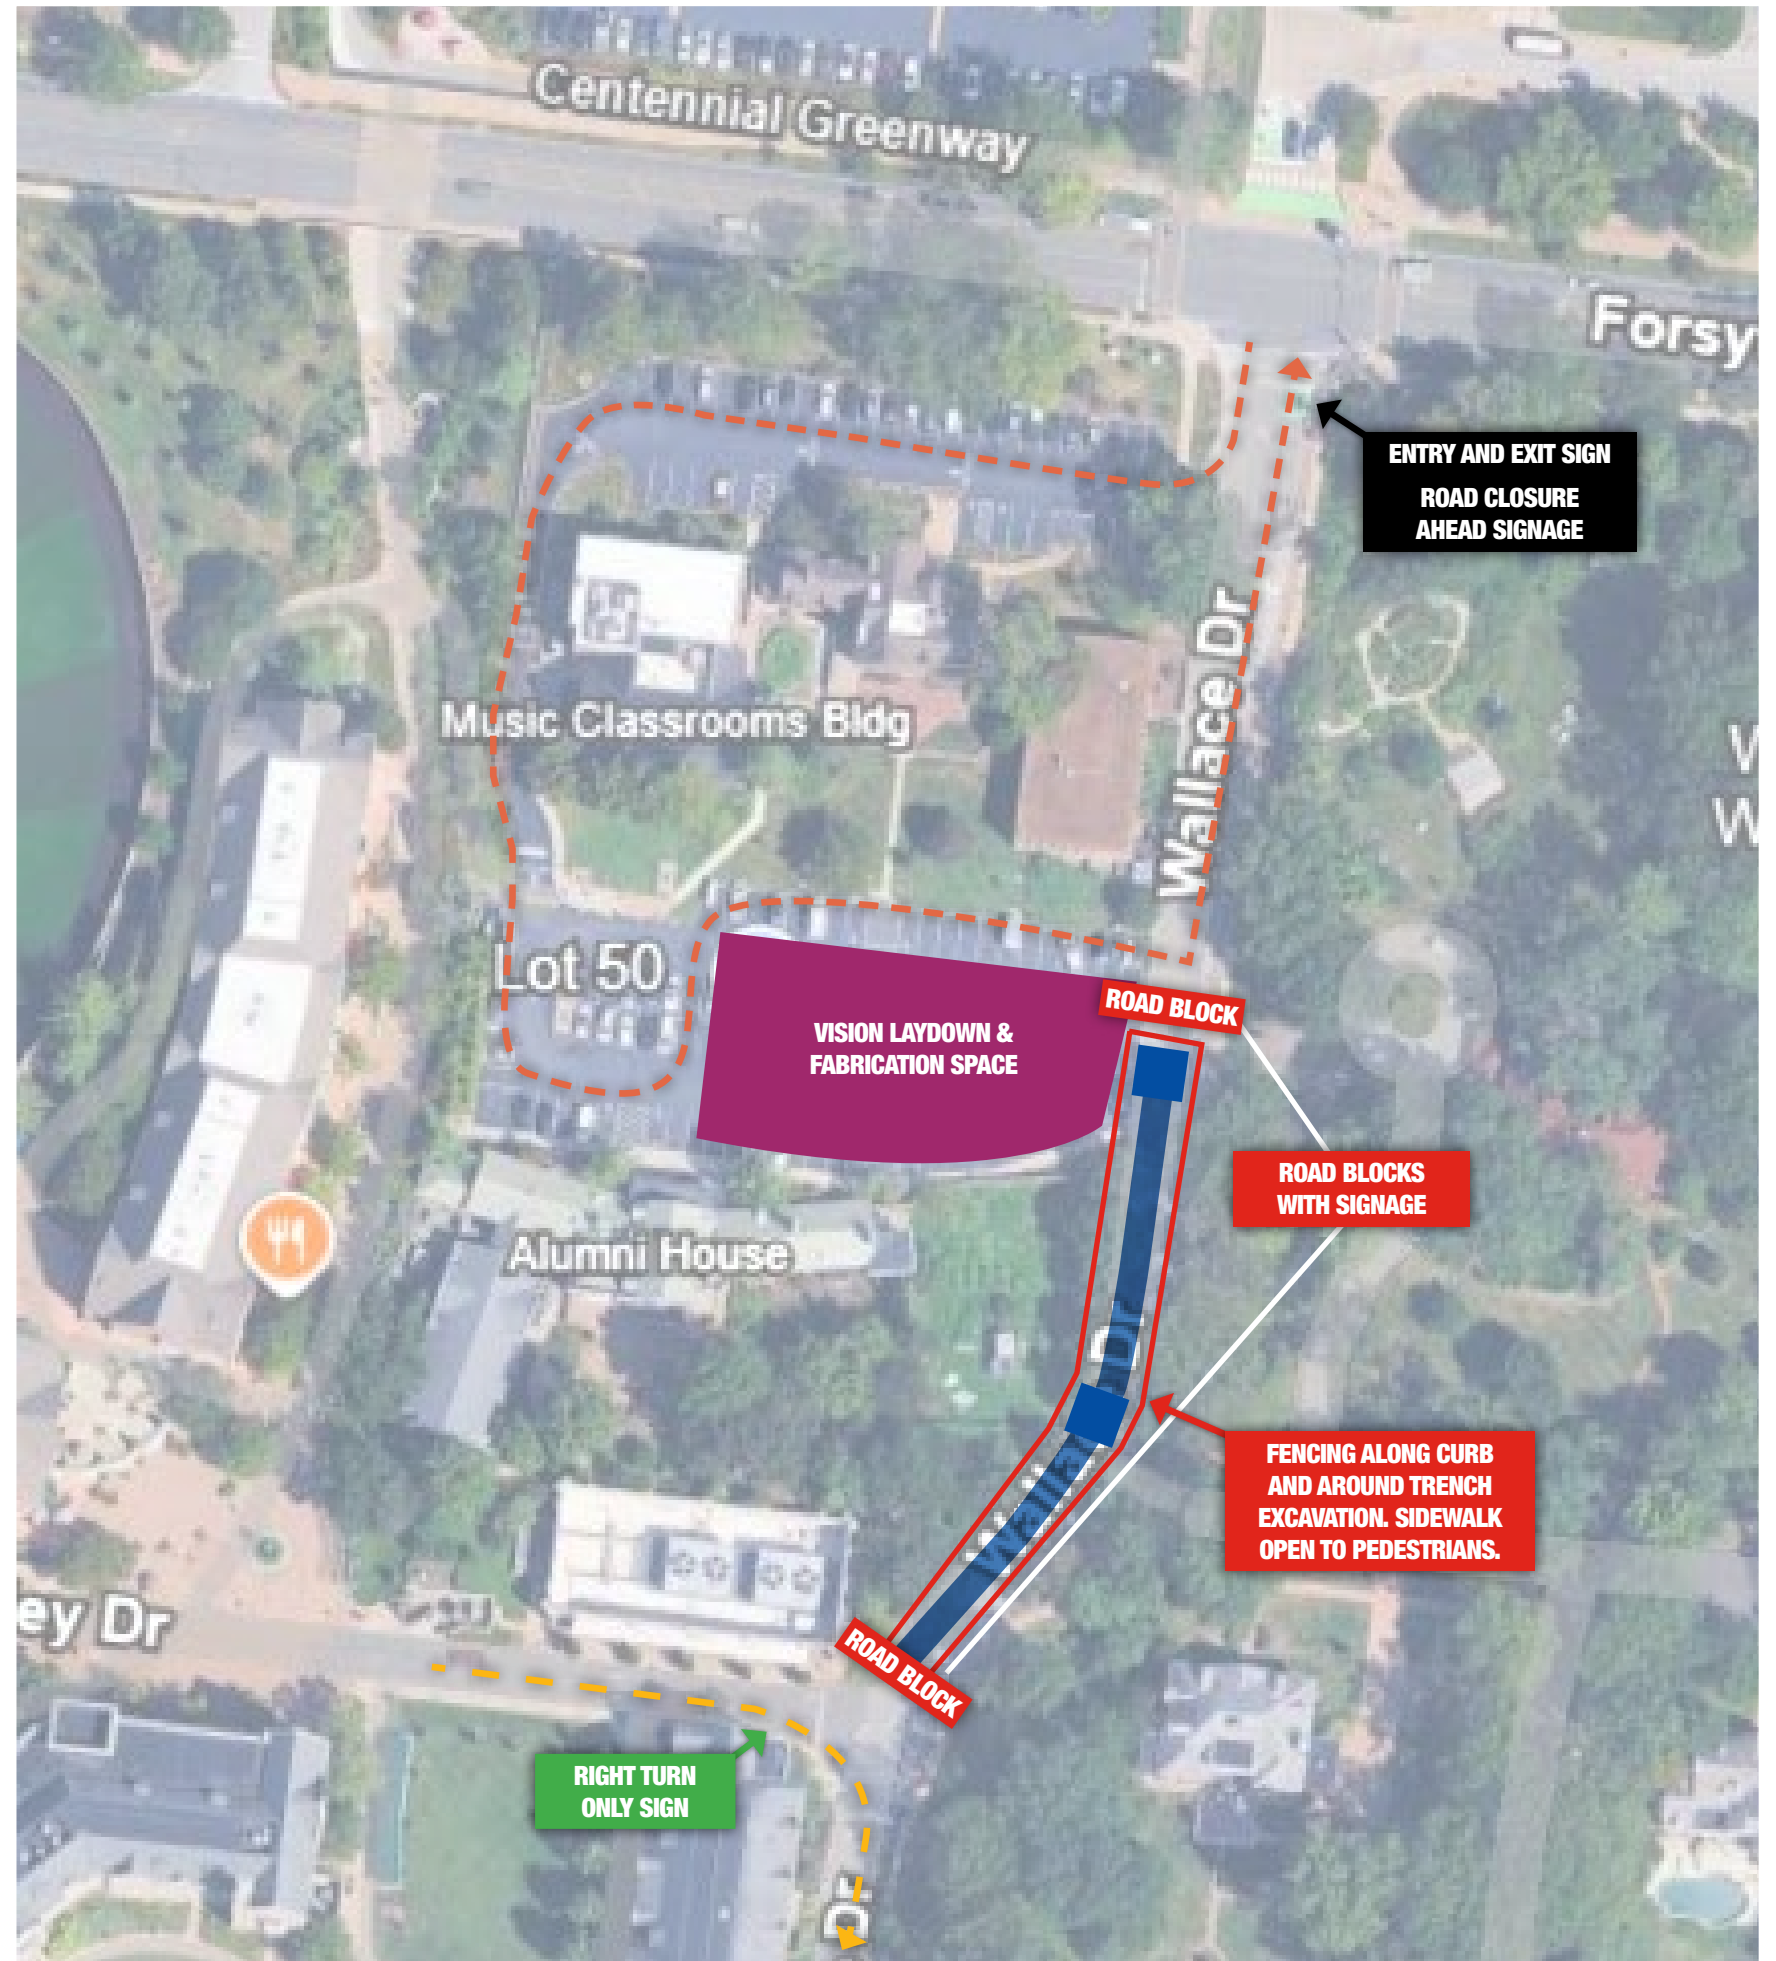 Centennial Greenway
Forsy
ENTRY AND EXIT SIGN
ROAD CLOSURE
AHEAD SIGNAGE
Wallace Dr
Music Classrooms Bldg
V
W
Lot 50
VISION LAYDOWN &
FABRICATION SPACE
ROAD BLOCK
ROAD BLOCKS
WITH SIGNAGE
Alumni House
Dr
FENCING ALONG CURB
AND AROUND TRENCH
EXCAVATION. SIDEWALK
OPEN TO PEDESTRIANS.
ey Dr
ROAD BLOCK
RIGHT TURN
ONLY SIGN
Dr